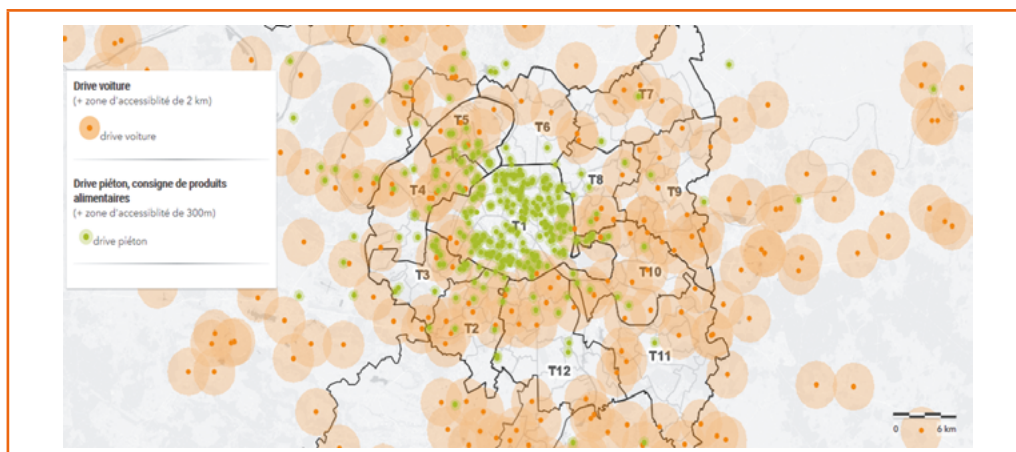 Drive voiture
(+ zone d'accessiblité de 2 km)
drive voiture
Drive piéton, consigne de produits
alimentaires
(+ zone d'accessiblité de 300m)
drive piéton
T7
T5
T6
T8
T4
T9
T1
T3
T10
T2
T11
T12
0 6 km